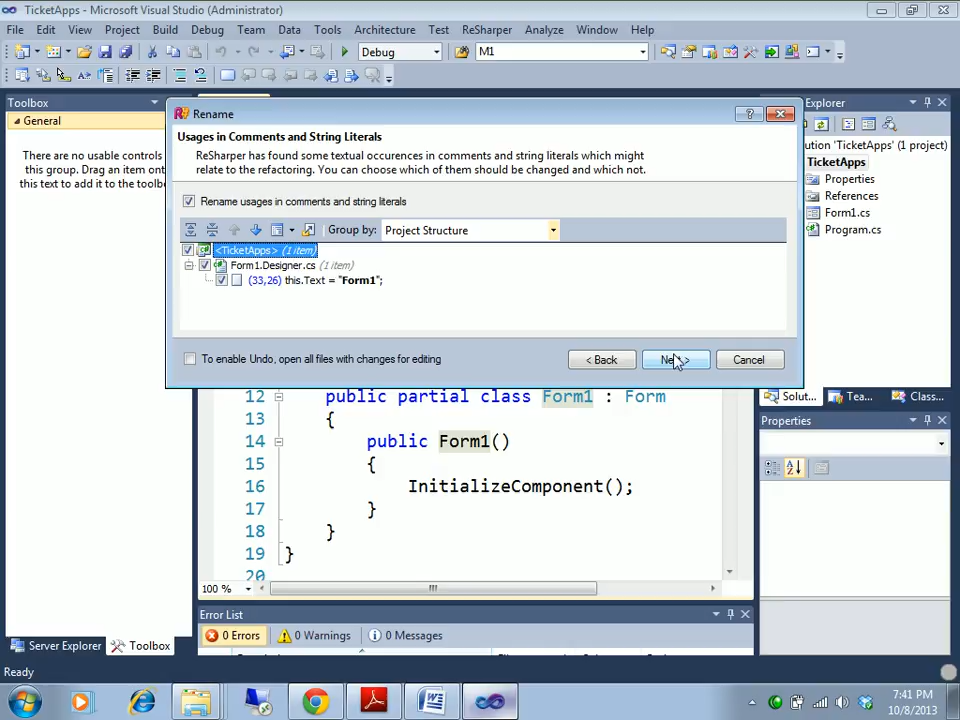 TicketApps - Microsoft Visual Studio (Administrator)
File Edit View Project Build Debug Team Data Tools Architecture Test ReSharper Analyze Window Help
Debug M1
Toolbox
General
There are no usable controls
this group. Drag an item ont
this text to add it to the toolbo
Rename
Usages in Comments and String Literals
ReSharper has found some textual occurences in comments and string literals which might
relate to the refactoring. You can choose which of them should be changed and which not.
Rename usages in comments and string literals
Group by: Project Structure
<TicketApps> (1 item)
Form1.Designer.cs (1 item)
(33,26) this.Text = "Form1";
To enable Undo, open all files with changes for editing
< Back
Cancel
Explorer
ution 'TicketApps' (1 project)
TicketApps
Properties
References
Form1.cs
Program.cs
Solut... Tea... Class...
Properties
12 public partial class Form1 : Form
13 {
14 public Form1()
15 {
16 InitializeComponent();
17 }
18 }
19 }
20
100 %
Error List
0 Errors 0 Warnings 0 Messages
Server Explorer Toolbox
Ready
7:41 PM
10/8/2013